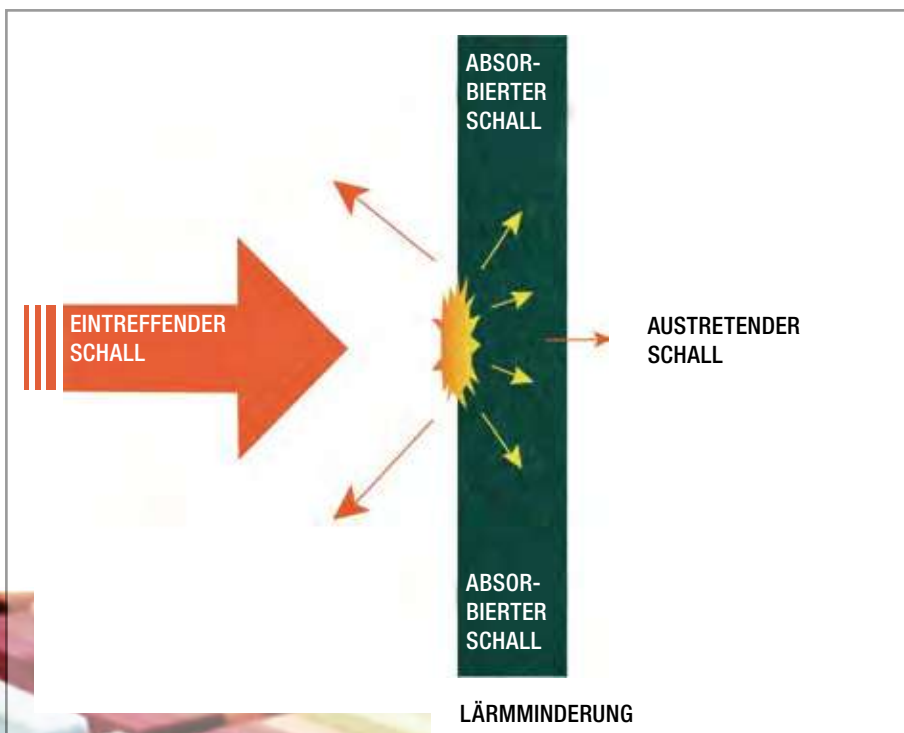 ABSOR-
BIERTER
SCHALL
EINTREFFENDER
SCHALL
AUSTRETENDER
SCHALL
ABSOR-
BIERTER
SCHALL
LÄRMMINDERUNG